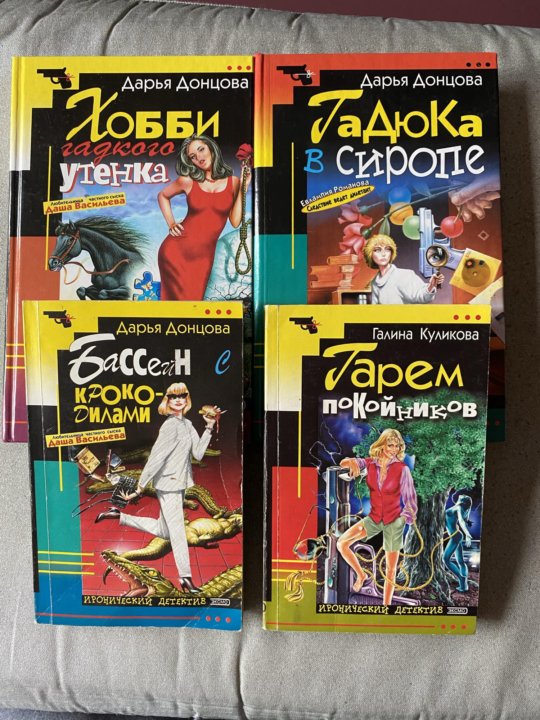 Дарья Донцова
Хобби
гадкого
утенка
Любительница частного сыска
Даша Васильева
Дарья Донцова
Гадюка
в сиропе
Евлампия Романова
Следствие ведет дилетант
Дарья Донцова
Бассейн с
кроко-
дилами
Любительница частного сыска
Даша Васильева
ИРОНИЧЕСКИЙ ДЕТЕКТИВ
Галина Куликова
Гарем
покойников
ИРОНИЧЕСКИЙ ДЕТЕКТИВ